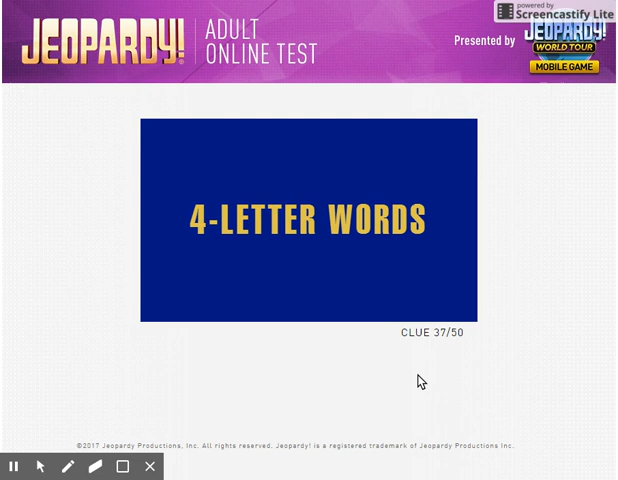 powered by
Screencastify Lite
JEOPARDY!
ADULT
ONLINE TEST
Presented by
JEOPARDY!
WORLD TOUR
MOBILE GAME
4-LETTER WORDS
CLUE 37/50
©2017 Jeopardy Productions, Inc. All rights reserved. Jeopardy! is a registered trademark of Jeopardy Productions Inc.